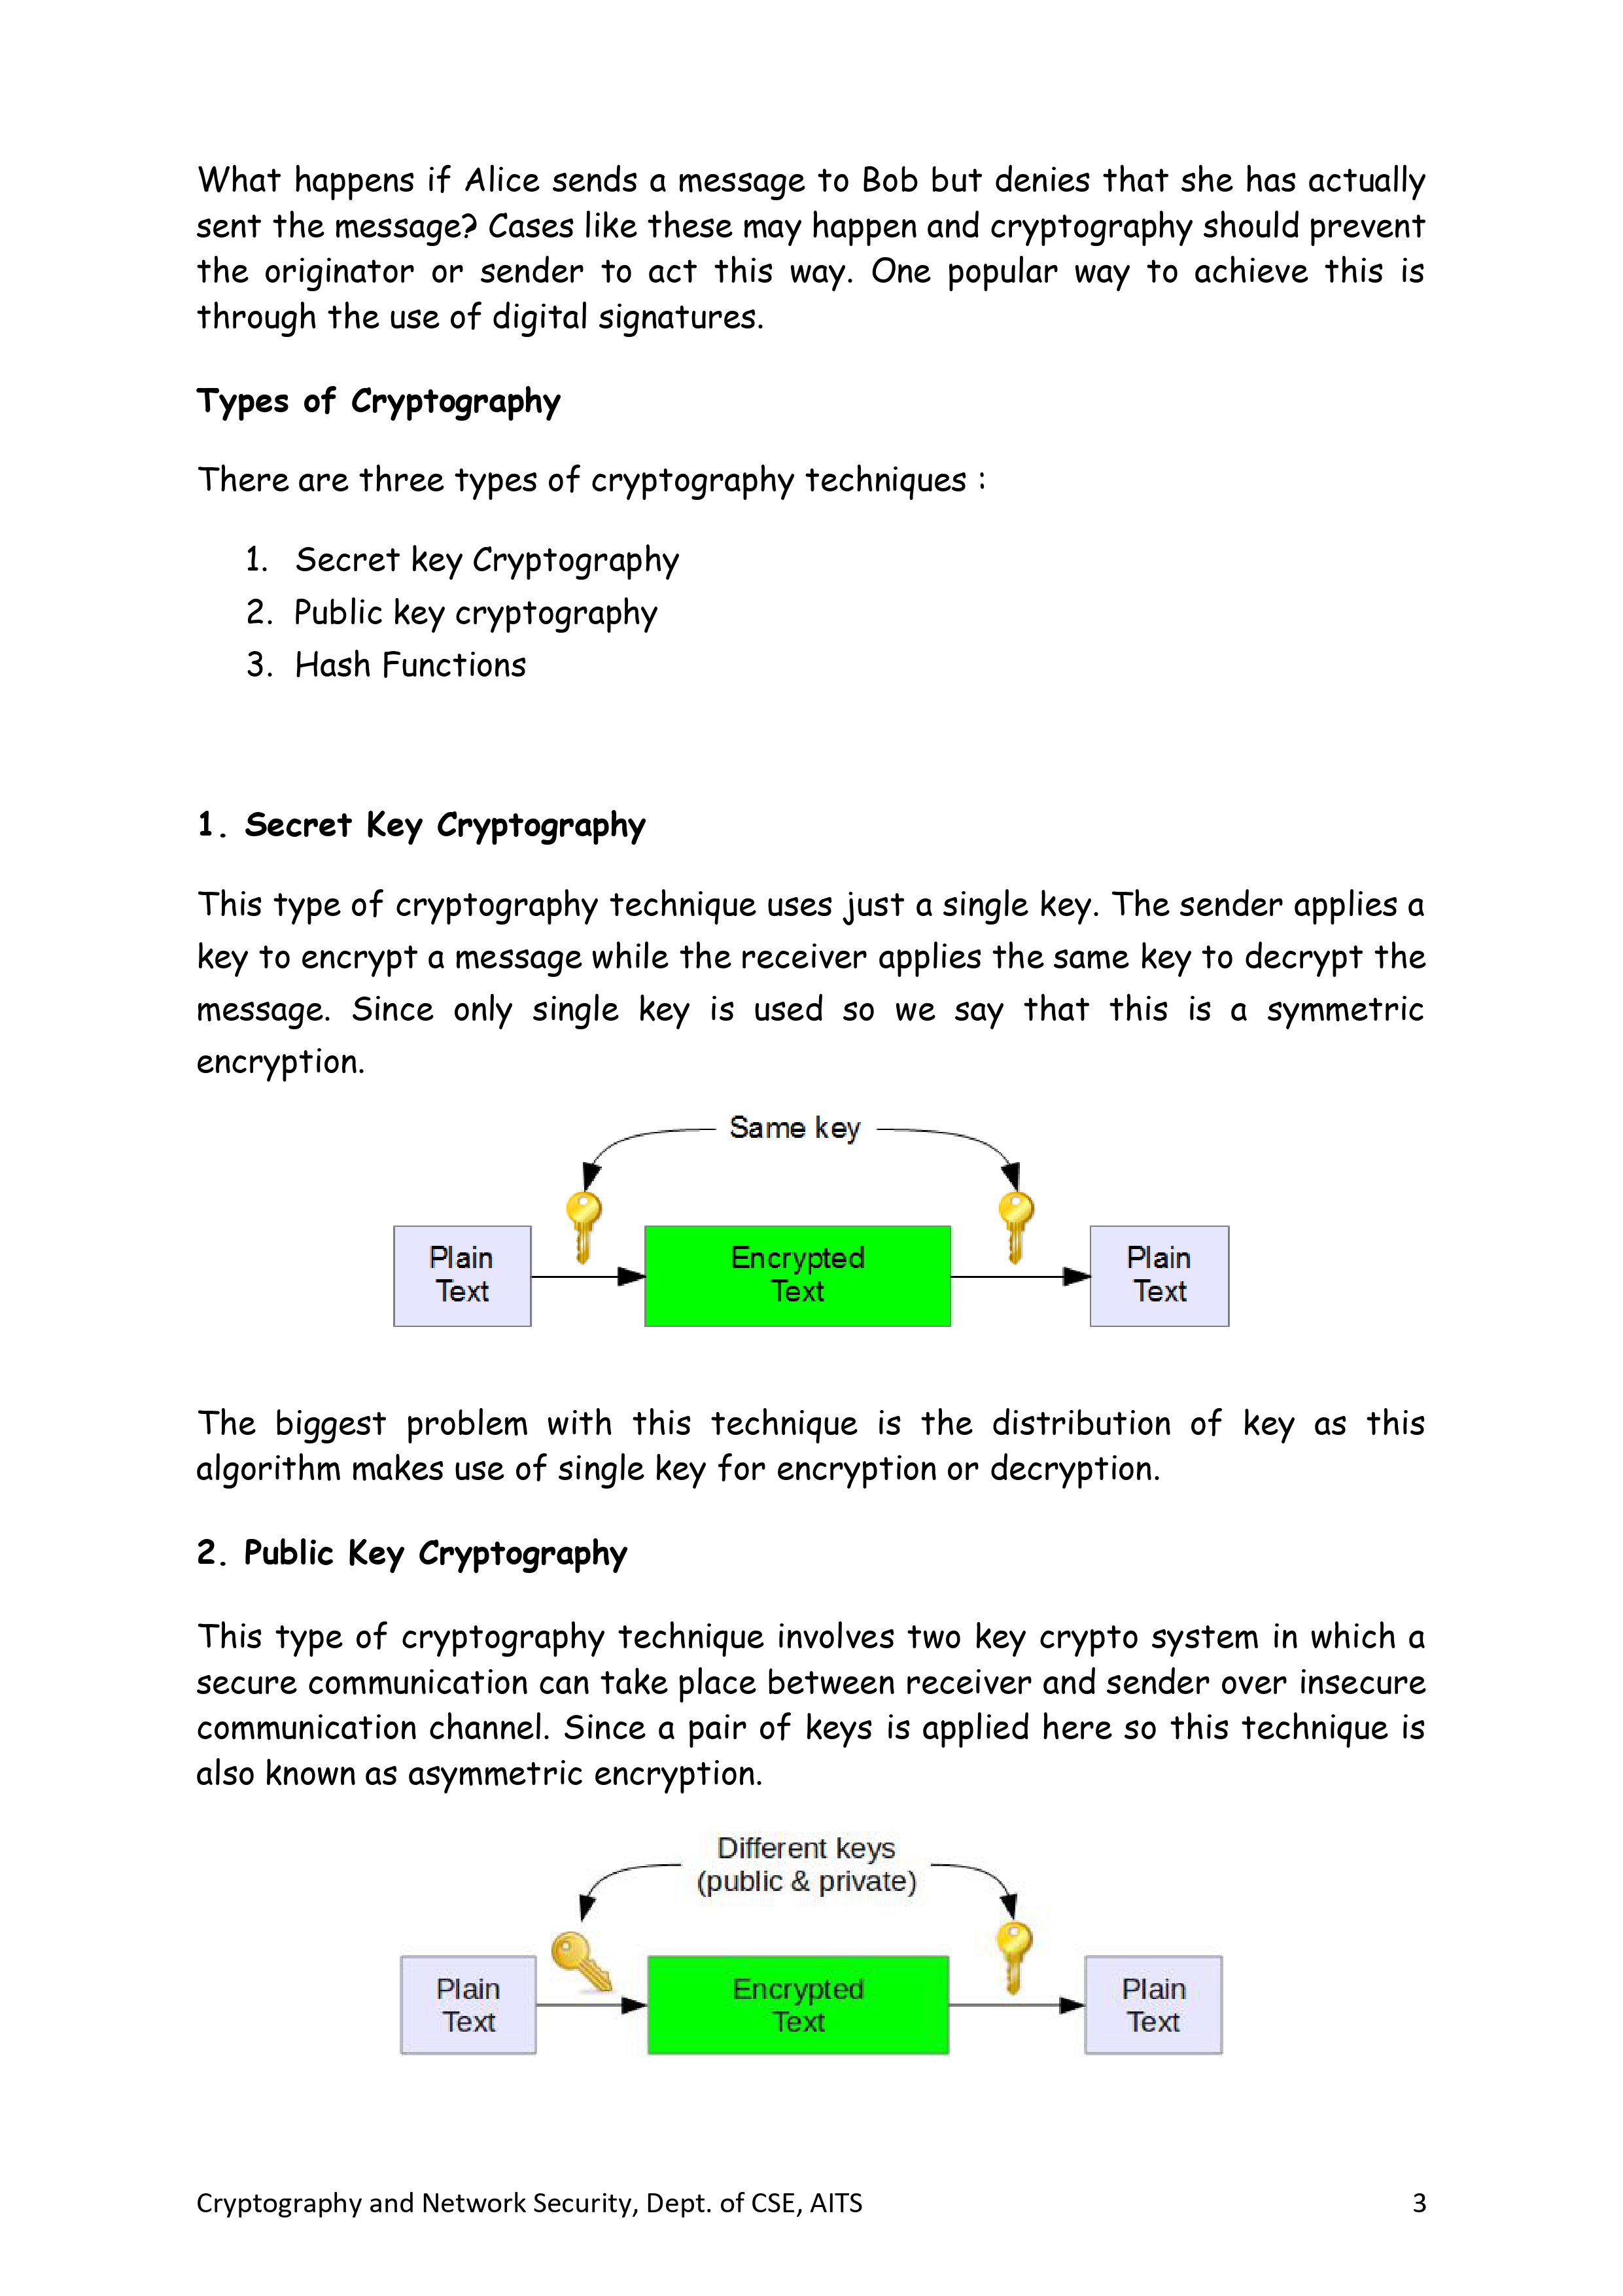 What happens if Alice sends a message to Bob but denies that she has actually
sent the message? Cases like these may happen and cryptography should prevent
the originator or sender to act this way. One popular way to achieve this is
through the use of digital signatures.
Types of Cryptography
There are three types of cryptography techniques :
1. Secret key Cryptography
2. Public key cryptography
3. Hash Functions
1. Secret Key Cryptography
This type of cryptography technique uses just a single key. The sender applies a
key to encrypt a message while the receiver applies the same key to decrypt the
message. Since only single key is used so we say that this is a symmetric
encryption.
Same key
Plain
Text
Encrypted
Text
Plain
Text
The biggest problem with this technique is the distribution of key as this
algorithm makes use of single key for encryption or decryption.
2. Public Key Cryptography
This type of cryptography technique involves two key crypto system in which a
secure communication can take place between receiver and sender over insecure
communication channel. Since a pair of keys is applied here so this technique is
also known as asymmetric encryption.
Different keys
(public & private)
Plain
Text
Encrypted
Text
Plain
Text
Cryptography and Network Security, Dept. of CSE, AITS 3